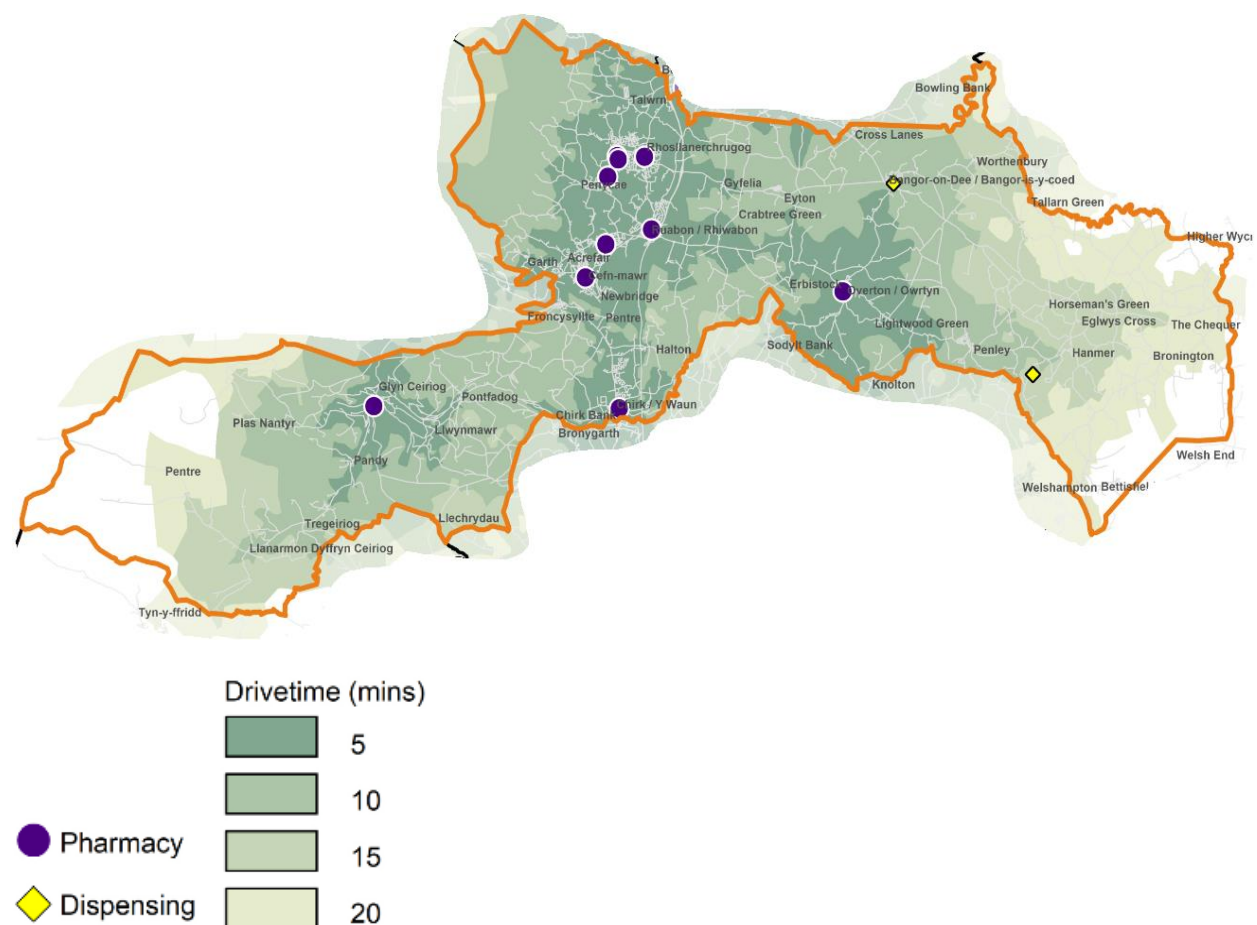 Bowling Bank
Talwrn
Cross Lanes
Rhosllanerchrugog
Worthenbury
Penycae
Gyfelia
Bangor-on-Dee / Bangor-is-y-coed
Eyton
Tallarn Green
Crabtree Green
Ruabon / Rhiwabon
Higher Wyc
Garth
Acrefair
Cefn-mawr
Erbistock
Overton / Owrtyn
Newbridge
Horseman's Green
Froncysyllte
Pentre
Eglwys Cross
The Chequer
Lightwood Green
Sodylt Bank
Halton
Penley
Hanmer
Bronington
Glyn Ceiriog
Knolton
Pontfadog
Chirk / Y Waun
Chirk Bank
Plas Nantyr
Llwynmawr
Bronygarth
Welsh End
Pandy
Pentre
Welshampton
Bettisfiel
Llechrydau
Tregeiriog
Llanarmon Dyffryn Ceiriog
Tyn-y-ffridd
Drivetime (mins)
5
10
15
20
Pharmacy
Dispensing